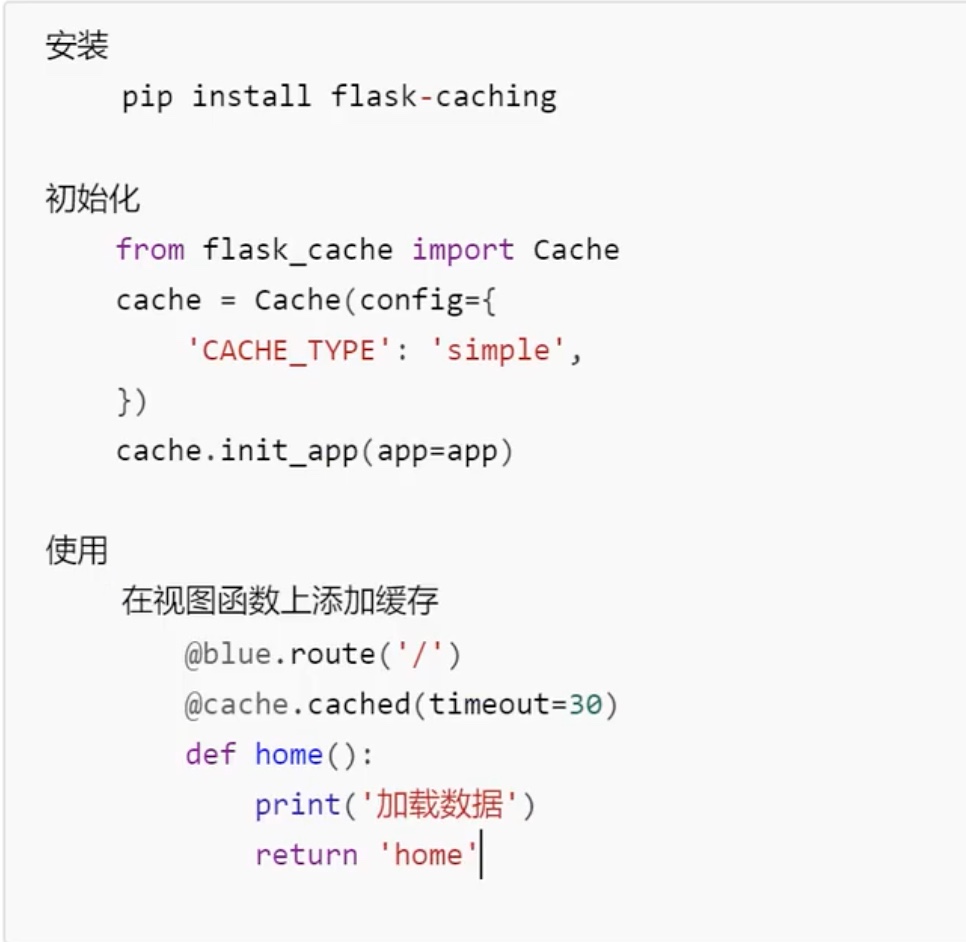 安装
pip install flask-caching
初始化
from flask_cache import Cache
cache = Cache(config={
'CACHE_TYPE': 'simple',
})
cache.init_app(app=app)
使用
在视图函数上添加缓存
@blue.route('/')
@cache.cached(timeout=30)
def home():
print('加载数据')
return 'home'